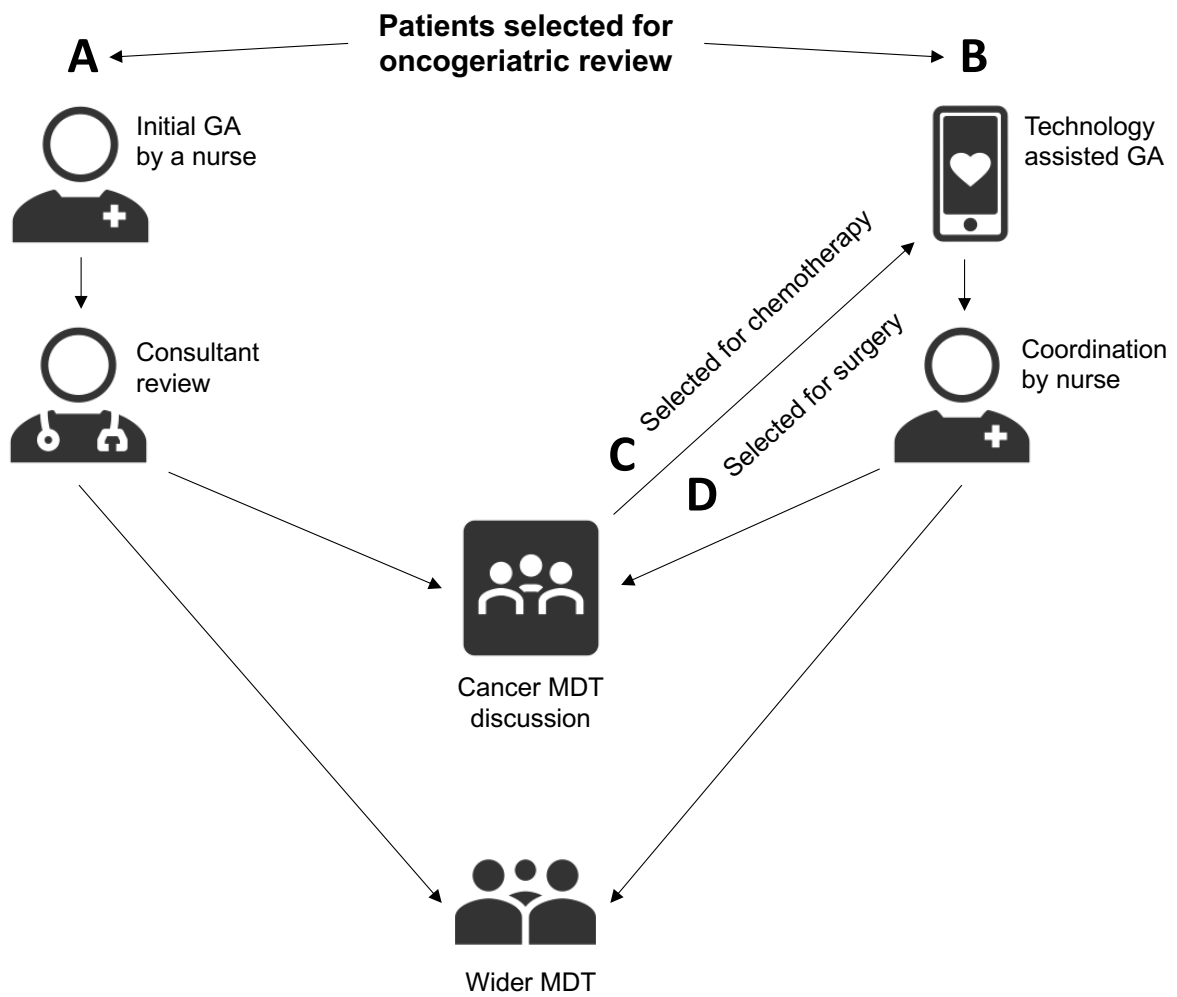 Patients selected for
oncogeriatric review
A
B
Initial GA
by a nurse
Technology
assisted GA
Consultant
review
Coordination
by nurse
C
Selected for chemotherapy
D
Selected for surgery
Cancer MDT
discussion
Wider MDT